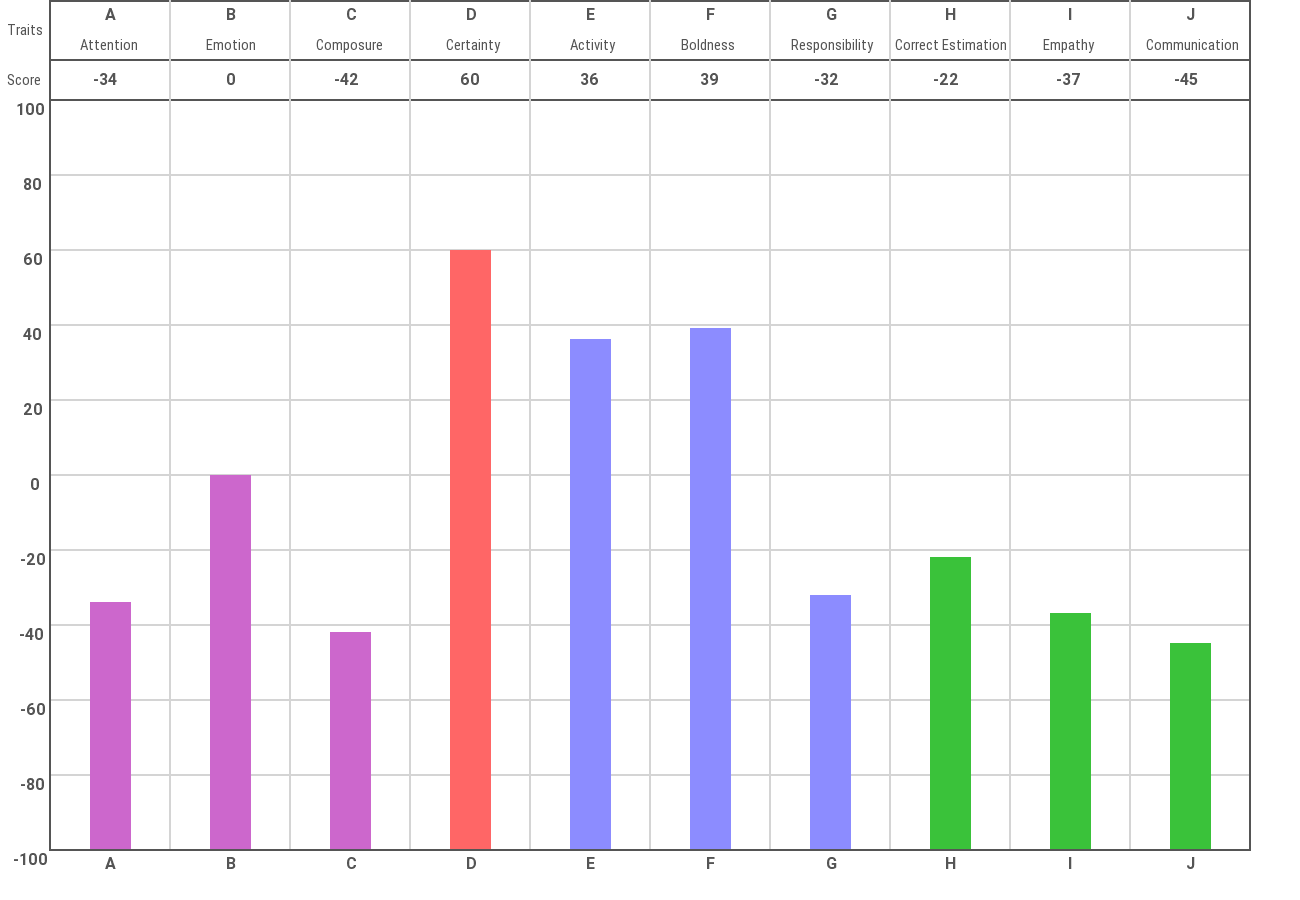 A B C D E F G H I J
Traits
Attention Emotion Composure Certainty Activity Boldness Responsibility Correct Estimation Empathy Communication
Score -34 0 -42 60 36 39 -32 -22 -37 -45
100
80
60
40
20
0
-20
-40
-60
-80
-100
A B C D E F G H I J